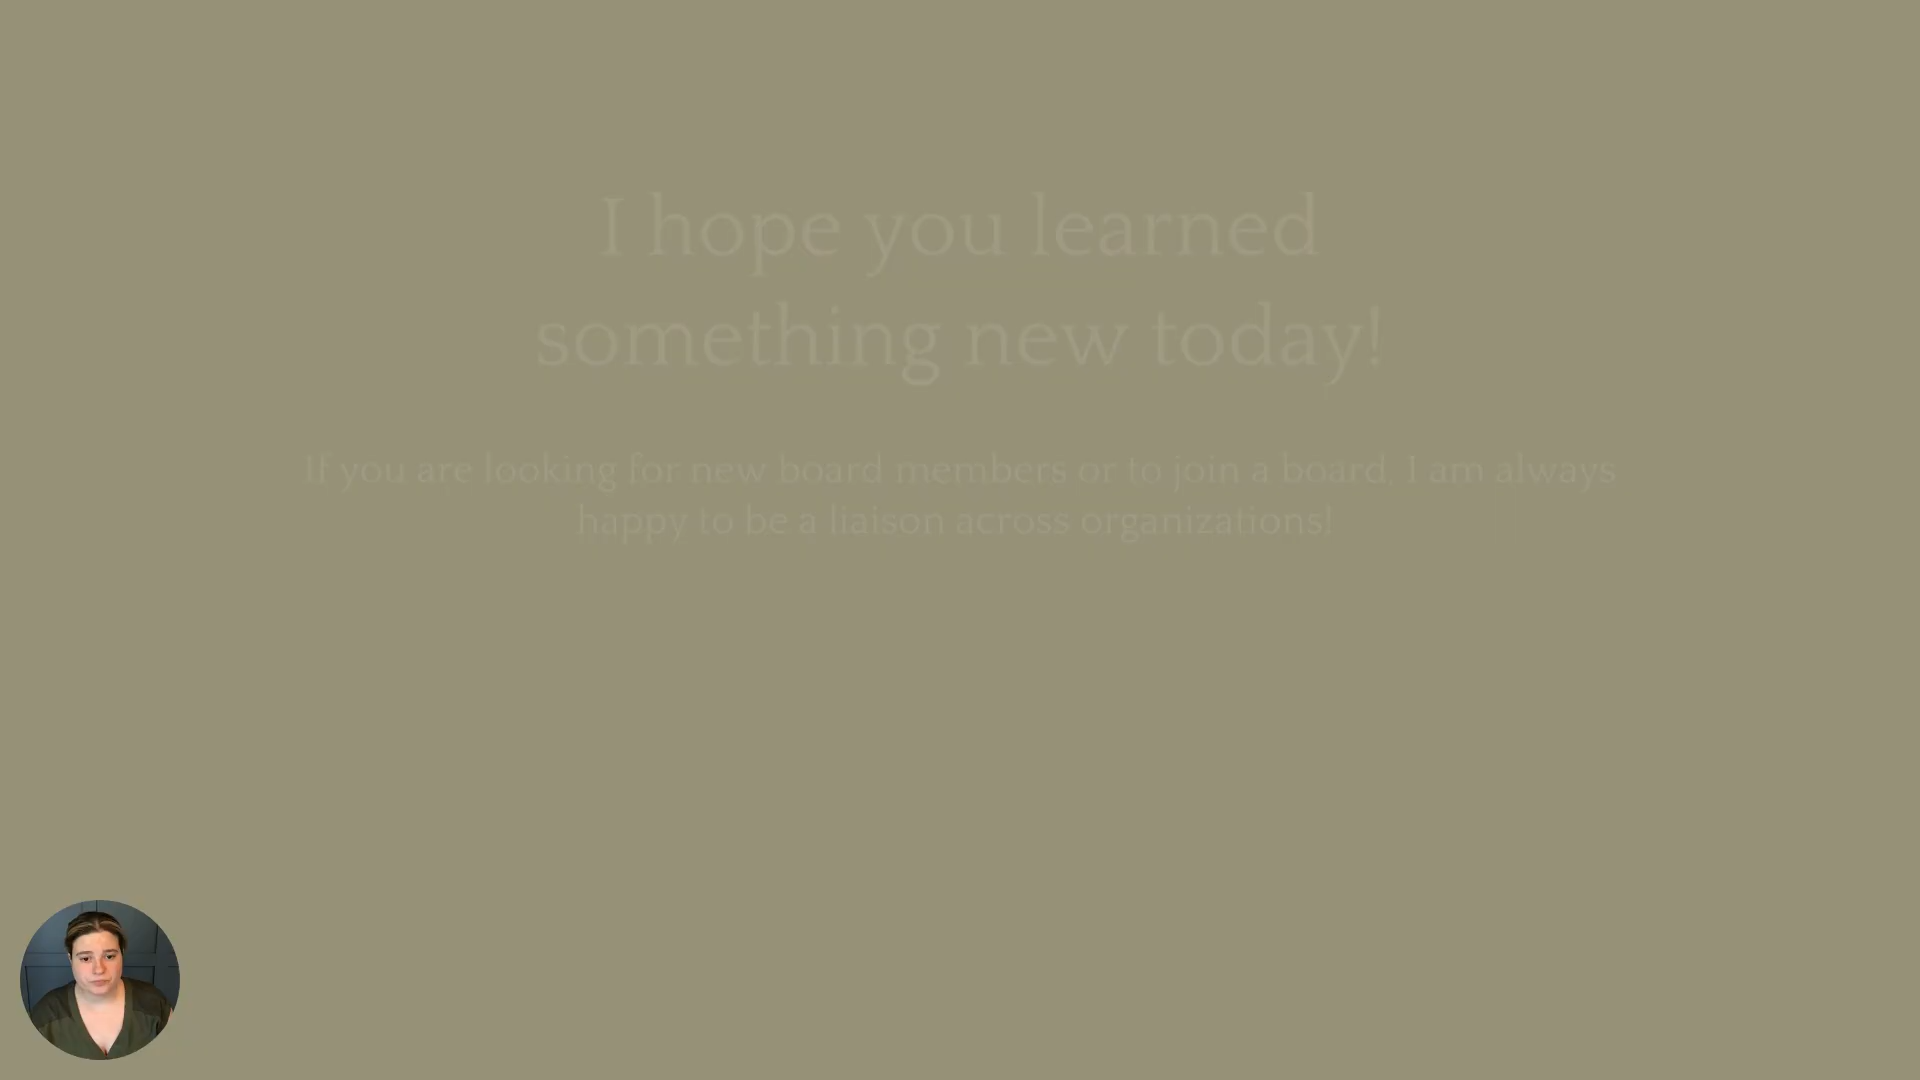 I hope you learned
something new today!
If you are looking for new board members or to join a board, I am always
happy to be a liaison across organizations!